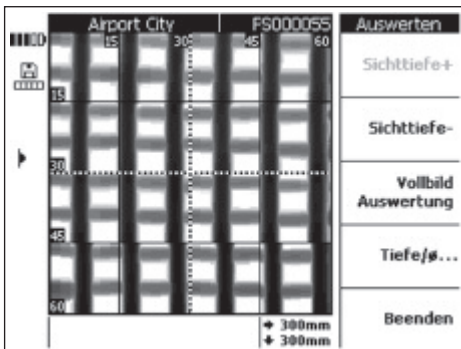 Airport City
FS000055
Auswerten
15
30
45
60
15
30
45
60
Sichttiefe+
Sichttiefe-
Vollbild
Auswertung
Tiefe/ø...
Beenden
300mm
300mm